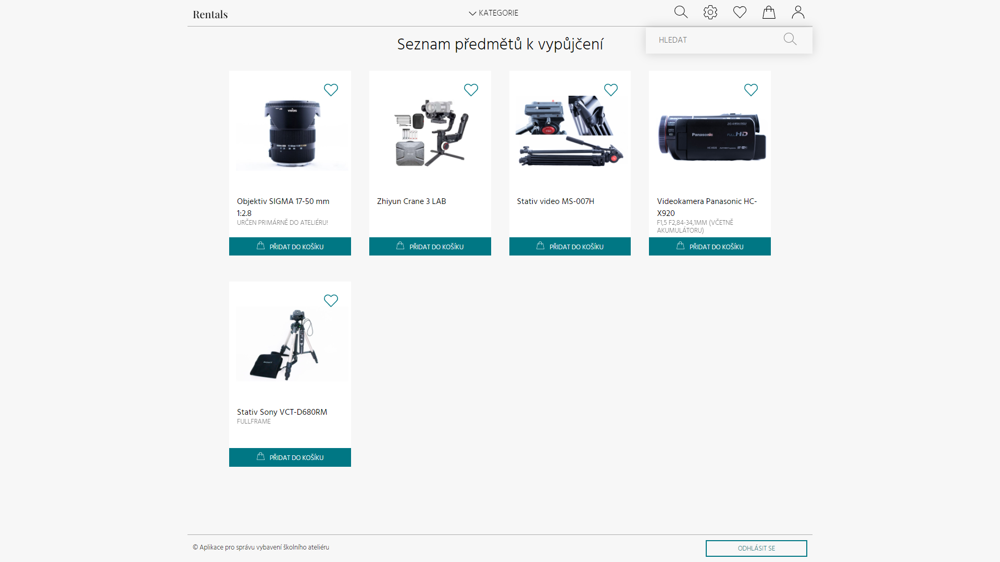 Rentals
KATEGORIE
HLEDAT
Seznam předmětů k vypůjčení
Panasonic
FULL HD
Objektiv SIGMA 17-50 mm
1:2.8
URČEN PRIMÁRNĚ DO ATELIÉRU!
PŘIDAT DO KOŠÍKU
Zhiyun Crane 3 LAB
PŘIDAT DO KOŠÍKU
Stativ video MS-007H
PŘIDAT DO KOŠÍKU
Videokamera Panasonic HC-
X920
F1,5 F2,84-34,1MM (VČETNĚ
AKUMULÁTORU)
PŘIDAT DO KOŠÍKU
Stativ Sony VCT-D680RM
FULLFRAME
PŘIDAT DO KOŠÍKU
© Aplikace pro správu vybavení školního ateliéru
ODHLÁSIT SE